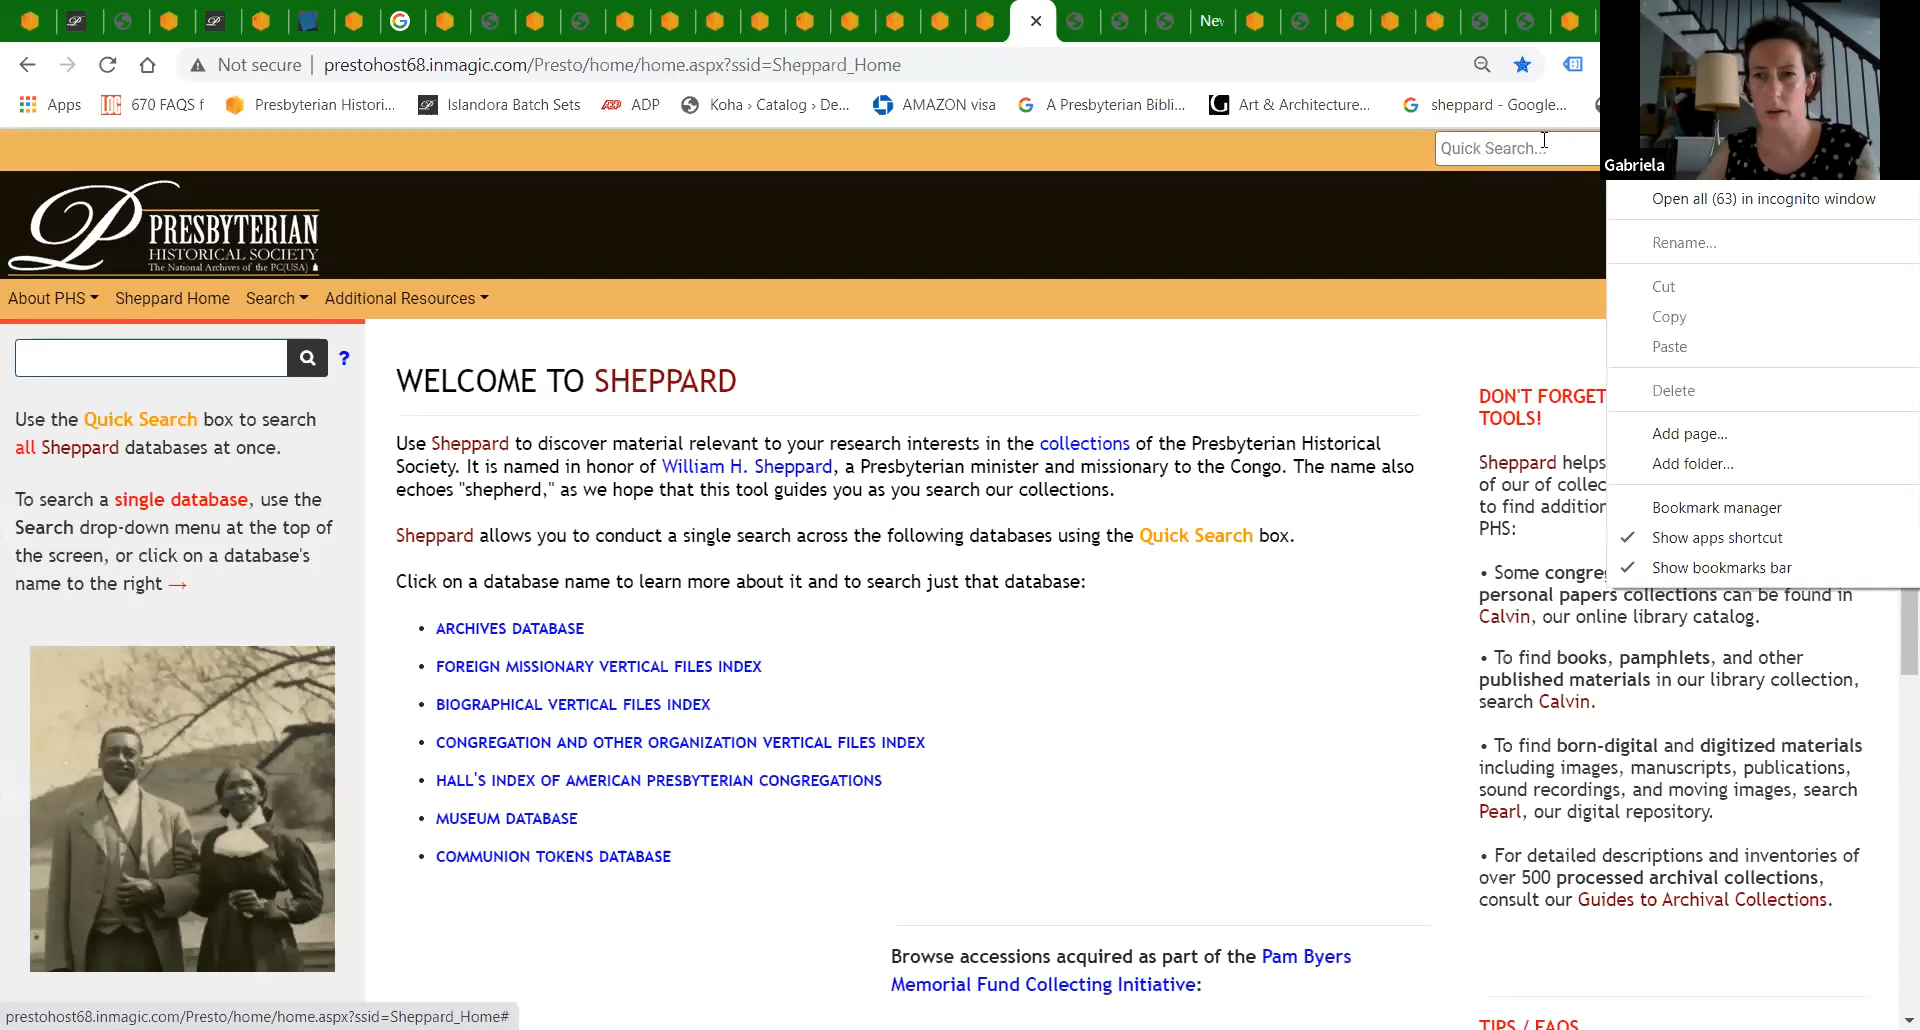 New
Not secure | prestohost68.inmagic.com/Presto/home/home.aspx?ssid=Sheppard_Home
Apps 670 FAQS f Presbyterian Histori... Islandora Batch Sets ADP Koha › Catalog › De... AMAZON visa A Presbyterian Bibli... Art & Architecture... sheppard - Google...
Quick Search...
Gabriela
Open all (63) in incognito window
Rename...
Cut
Copy
Paste
Delete
Add page...
Add folder...
Bookmark manager
Show apps shortcut
Show bookmarks bar
PRESBYTERIAN
HISTORICAL SOCIETY
The National Archives of the PC(USA)
About PHS Sheppard Home Search Additional Resources
?
Use the Quick Search box to search
all Sheppard databases at once.
To search a single database, use the
Search drop-down menu at the top of
the screen, or click on a database's
name to the right →
WELCOME TO SHEPPARD
Use Sheppard to discover material relevant to your research interests in the collections of the Presbyterian Historical
Society. It is named in honor of William H. Sheppard, a Presbyterian minister and missionary to the Congo. The name also
echoes "shepherd," as we hope that this tool guides you as you search our collections.
Sheppard allows you to conduct a single search across the following databases using the Quick Search box.
Click on a database name to learn more about it and to search just that database:
• ARCHIVES DATABASE
• FOREIGN MISSIONARY VERTICAL FILES INDEX
• BIOGRAPHICAL VERTICAL FILES INDEX
• CONGREGATION AND OTHER ORGANIZATION VERTICAL FILES INDEX
• HALL'S INDEX OF AMERICAN PRESBYTERIAN CONGREGATIONS
• MUSEUM DATABASE
• COMMUNION TOKENS DATABASE
Browse accessions acquired as part of the Pam Byers
Memorial Fund Collecting Initiative:
DON'T FORGET
TOOLS!
Sheppard helps
of our of collec
to find addition
PHS:
• Some congre
personal papers collections can be found in
Calvin, our online library catalog.
• To find books, pamphlets, and other
published materials in our library collection,
search Calvin.
• To find born-digital and digitized materials
including images, manuscripts, publications,
sound recordings, and moving images, search
Pearl, our digital repository.
• For detailed descriptions and inventories of
over 500 processed archival collections,
consult our Guides to Archival Collections.
TIPS / FAQS
prestohost68.inmagic.com/Presto/home/home.aspx?ssid=Sheppard_Home#